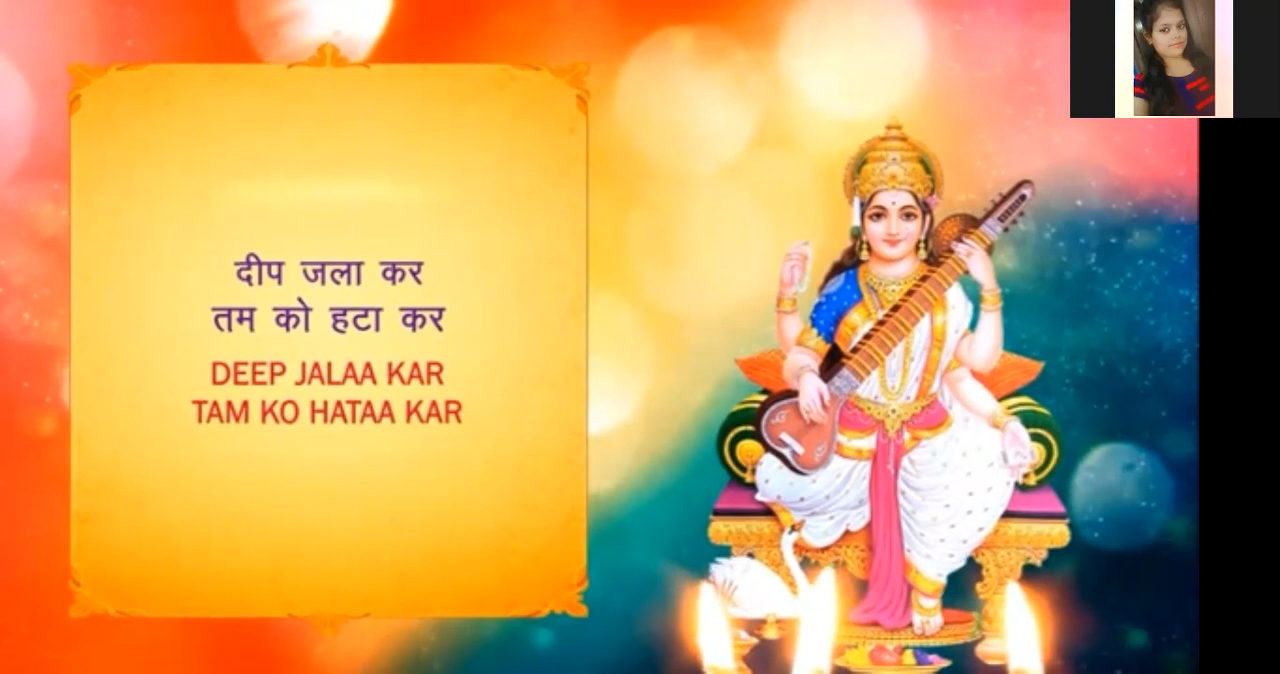 दीप जला कर
तम को हटा कर
DEEP JALAA KAR
TAM KO HATAA KAR